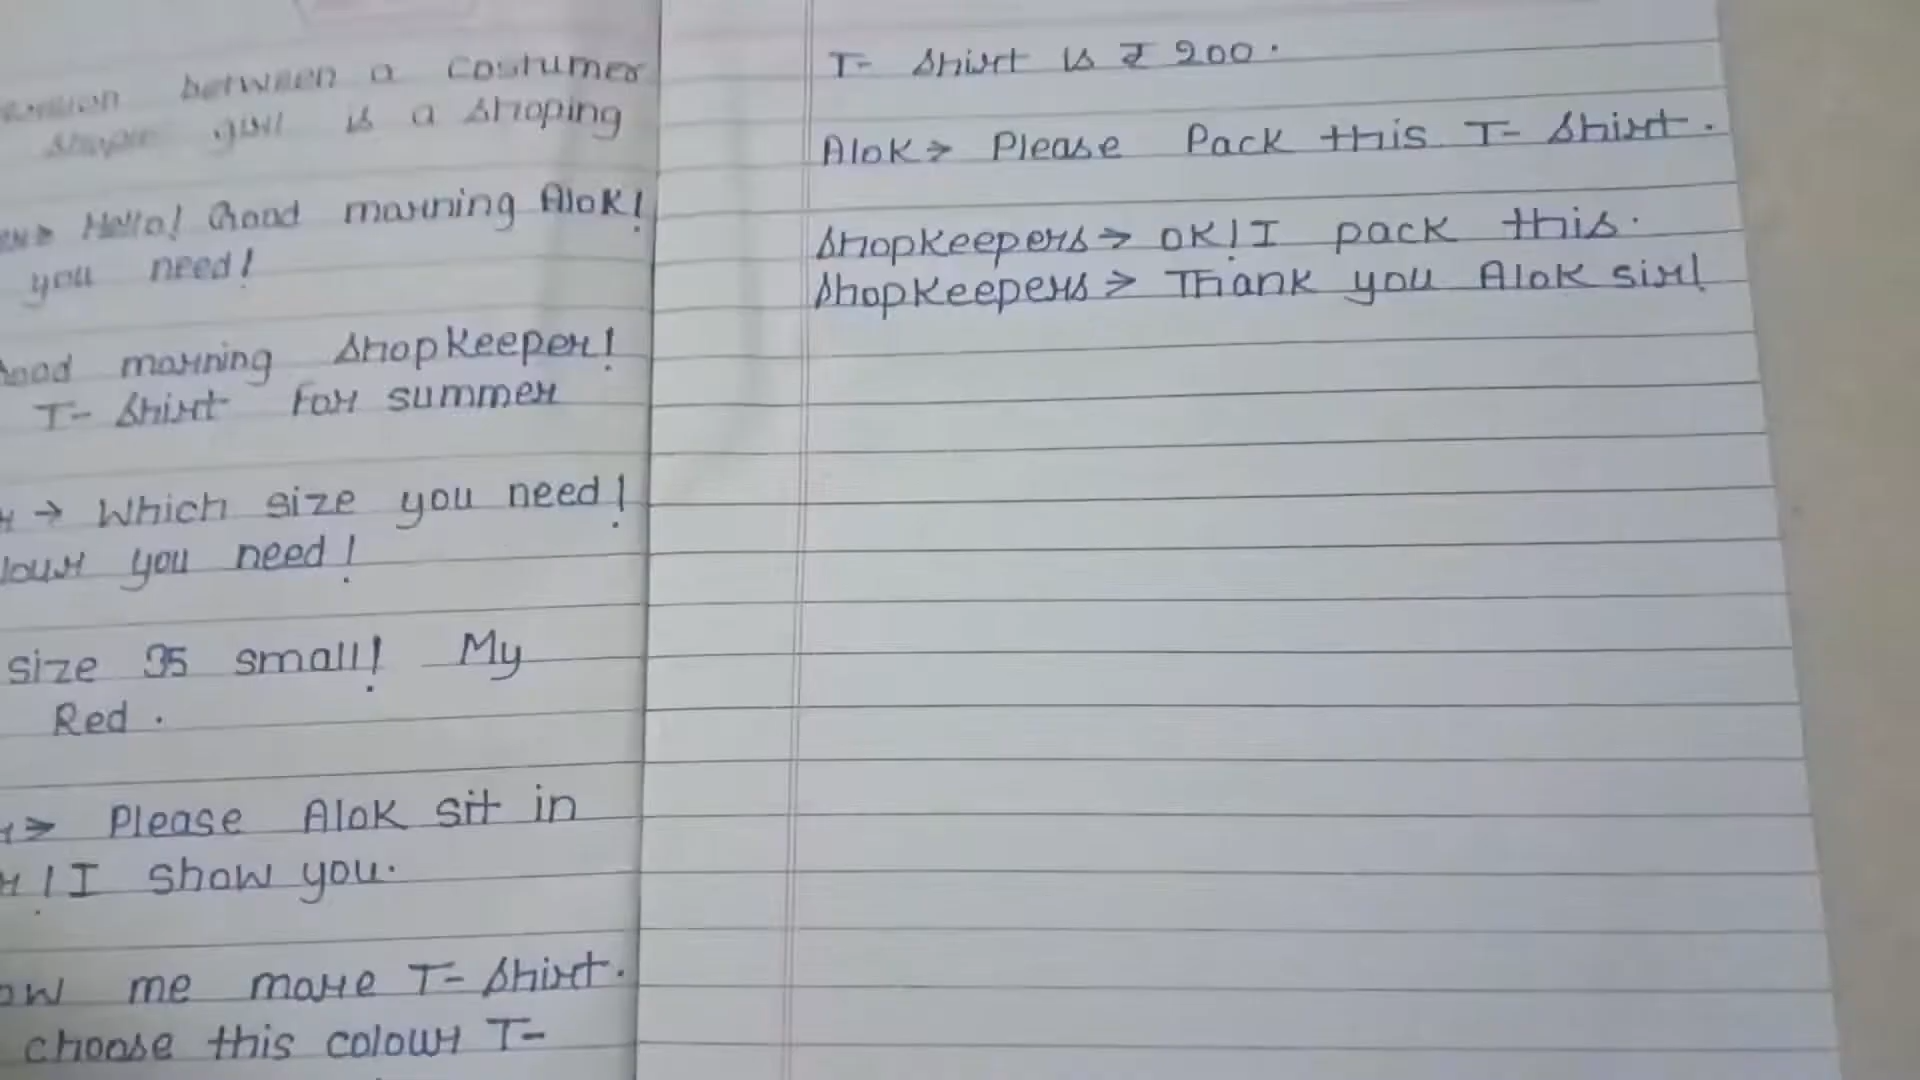 between a costumer
is a shoping
Hello! Good morning Alok!
you need!
morning Shopkeeper!
T- Shirt For summer
→ Which size you need!
you need!
size 35 small! My
Red.
> Please Alok sit in
! I show you.
me more T- Shirt.
choose this colour T-
T- Shirt is ₹ 200.
Alok > Please Pack this T- Shirt.
Shopkeepers → OK! I pack this.
Shopkeepers > Thank you Alok sir!